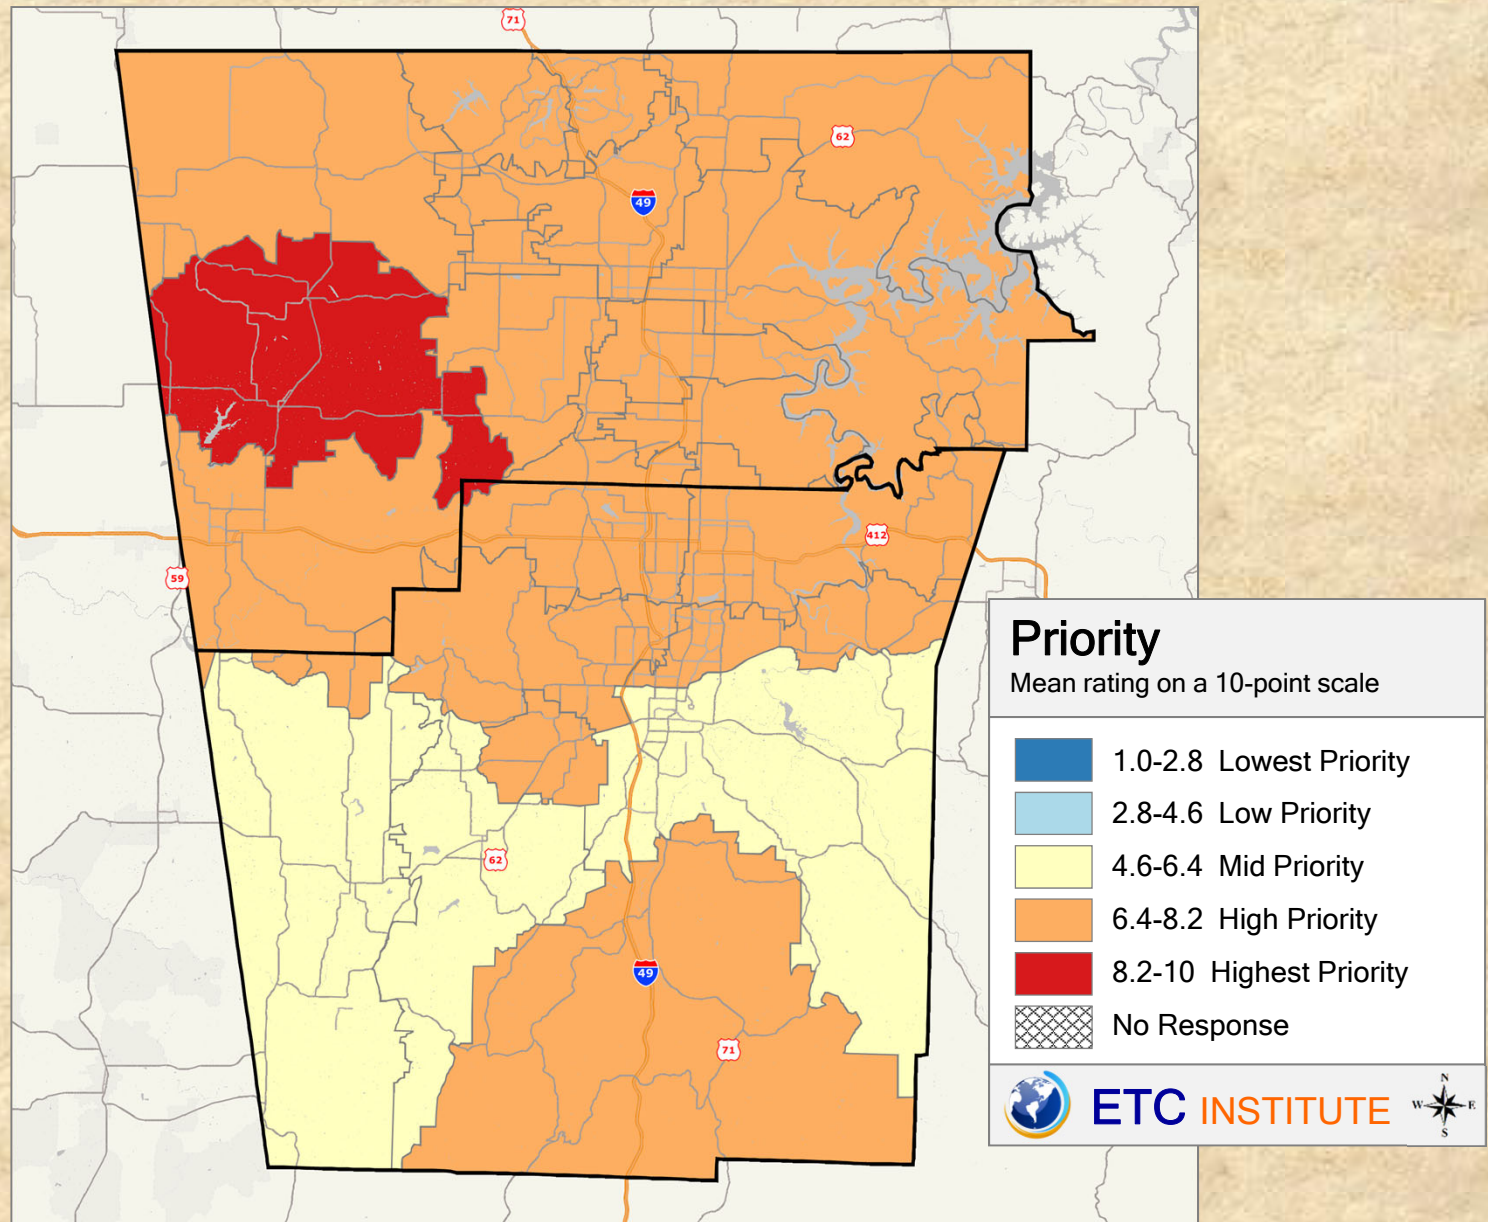 71
62
49
412
59
62
49
71
Priority
Mean rating on a 10-point scale
1.0-2.8 Lowest Priority
2.8-4.6 Low Priority
4.6-6.4 Mid Priority
6.4-8.2 High Priority
8.2-10 Highest Priority
No Response
ETC INSTITUTE
N
W E
S